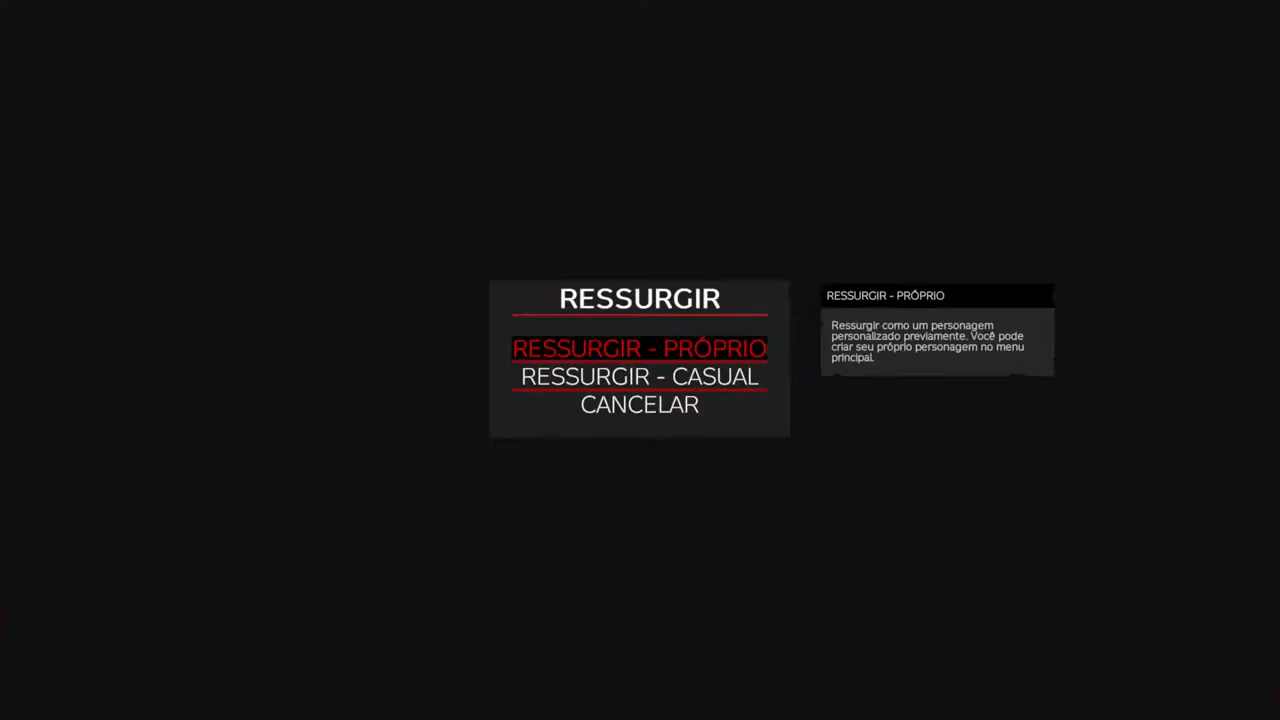 RESSURGIR
RESSURGIR - PRÓPRIO
RESSURGIR - CASUAL
CANCELAR
RESSURGIR - PRÓPRIO
Ressurgir como um personagem
personalizado previamente. Você pode
criar seu próprio personagem no menu
principal.